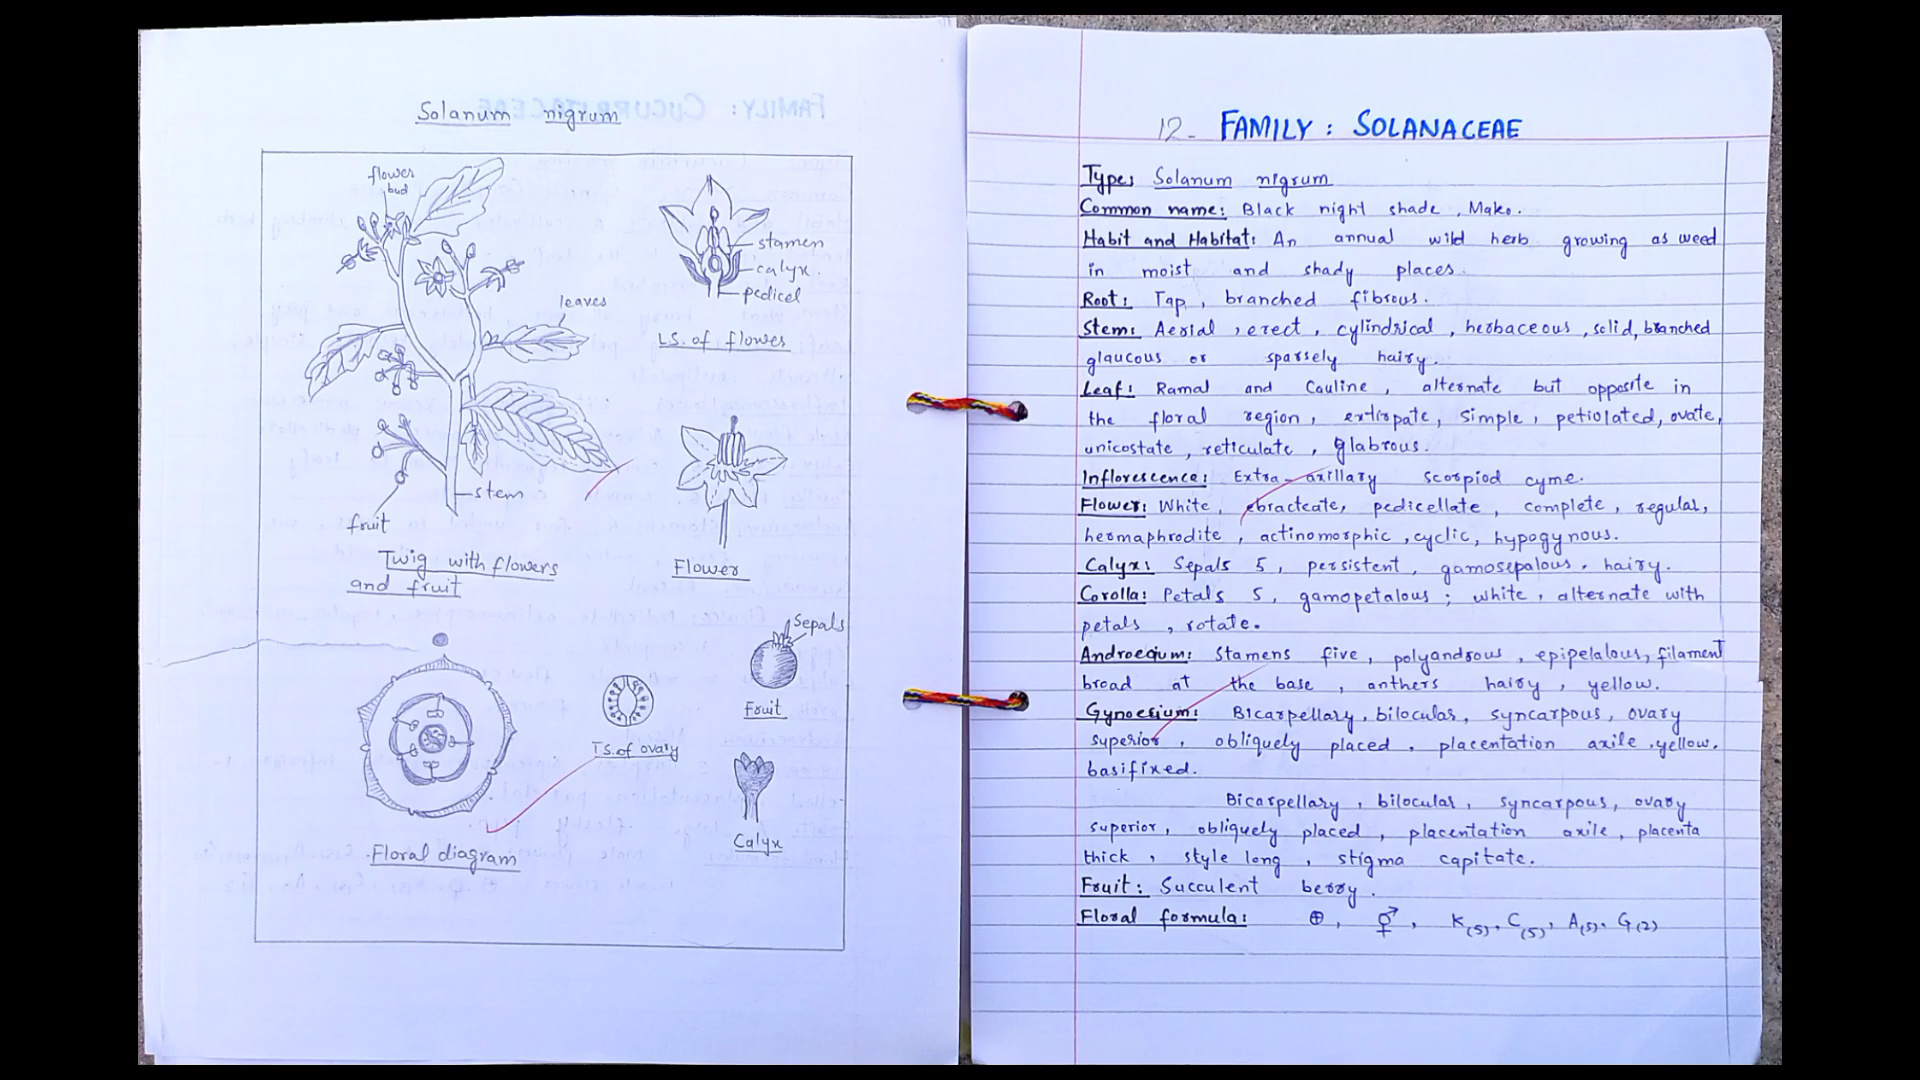 Solanum nigrum
flower
bud
leaves
stem
fruit
Twig with flowers
and fruit
stamen
calyx.
pedicel
L.S. of flower
Flower
Sepals
Fruit
T.S. of ovary
Calyx
Floral diagram
12- FAMILY: SOLANACEAE
Type: Solanum nigrum
Common name: Black night shade, Mako.
Habit and Habitat: An annual wild herb growing as weed
in moist and shady places.
Root: Tap, branched fibrous.
Stem: Aerial, erect, cylindrical, herbaceous, solid, branched
glaucous or sparsely hairy.
Leaf: Ramal and Cauline, alternate but opposite in
the floral region, extirpate, simple, petiolated, ovate,
unicostate, reticulate, glabrous.
Inflorescence: Extra-axillary scorpiod cyme.
Flower: White, ebracteate, pedicellate, complete, regular,
hermaphrodite, actinomorphic, cyclic, hypogynous.
Calyx: Sepals 5, persistent, gamosepalous. hairy.
Corolla: Petals 5, gamopetalous; white, alternate with
petals, rotate.
Androecium: Stamens five, polyandrous, epipelalous, filament
broad at the base, anthers hairy, yellow.
Gynoecium: Bicarpellary, bilocular, syncarpous, ovary
superior, obliquely placed, placentation axile, yellow.
basifixed.
Bicarpellary, bilocular, syncarpous, ovary
superior, obliquely placed, placentation axile, placenta
thick, style long, stigma capitate.
Fruit: Succulent berry.
Floral formula: ⊕, ⚥, K(5), C(5), A(5), G(2)
FAMILY: CUCURBITACEAE